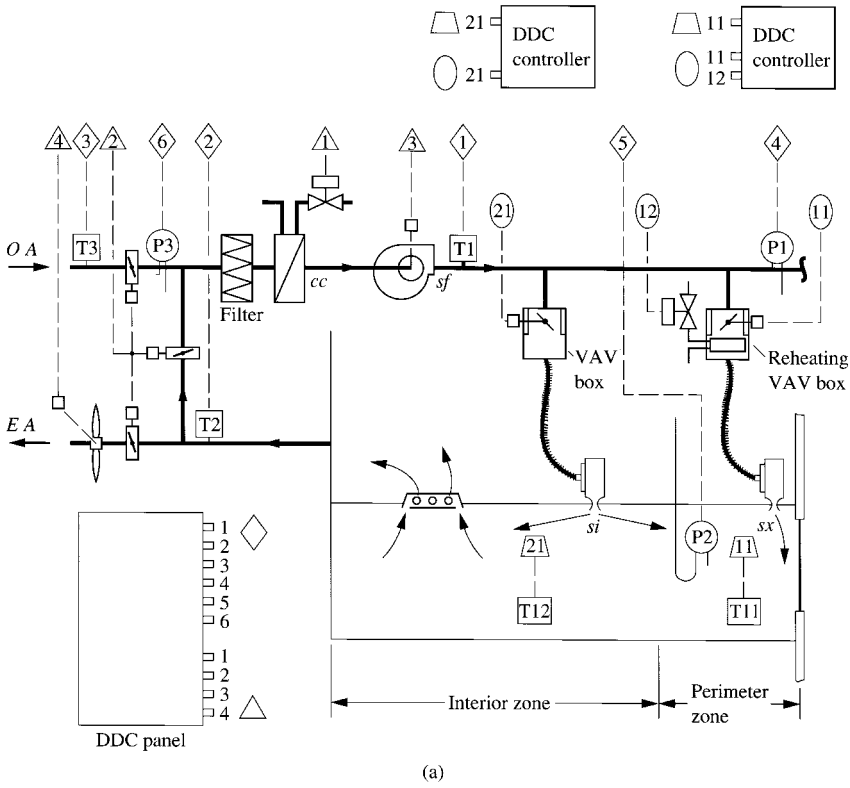 21
DDC
controller
21
11
DDC
controller
11
12
4
3
2
6
2
1
3
1
5
4
21
12
11
T3
P3
T1
P1
OA
cc
sf
Filter
VAV
box
Reheating
VAV box
T2
EA
si
sx
P2
21
11
T12
T11
1
2
3
4
5
6
1
2
3
4
DDC panel
Interior zone
Perimeter
zone
(a)